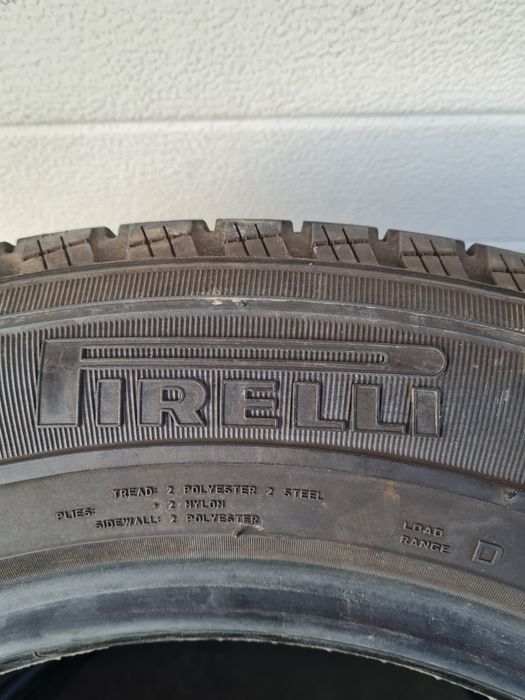 PIRELLI
TREAD: 2 POLYESTER 2 STEEL
PLIES: + 2 NYLON
SIDEWALL: 2 POLYESTER
LOAD
RANGE D